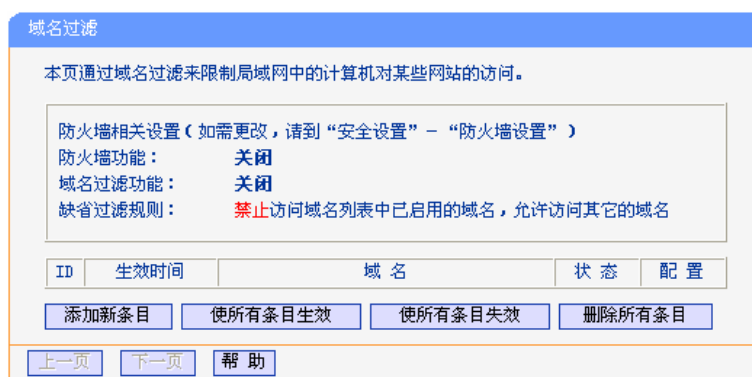 域名过滤
本页通过域名过滤来限制局域网中的计算机对某些网站的访问。
防火墙相关设置(如需更改,请到“安全设置”-“防火墙设置”)
防火墙功能: 关闭
域名过滤功能: 关闭
缺省过滤规则: 禁止访问域名列表中已启用的域名,允许访问其它的域名
ID 生效时间 域 名 状 态 配 置
添加新条目 使所有条目生效 使所有条目失效 删除所有条目
上一页 下一页 帮 助